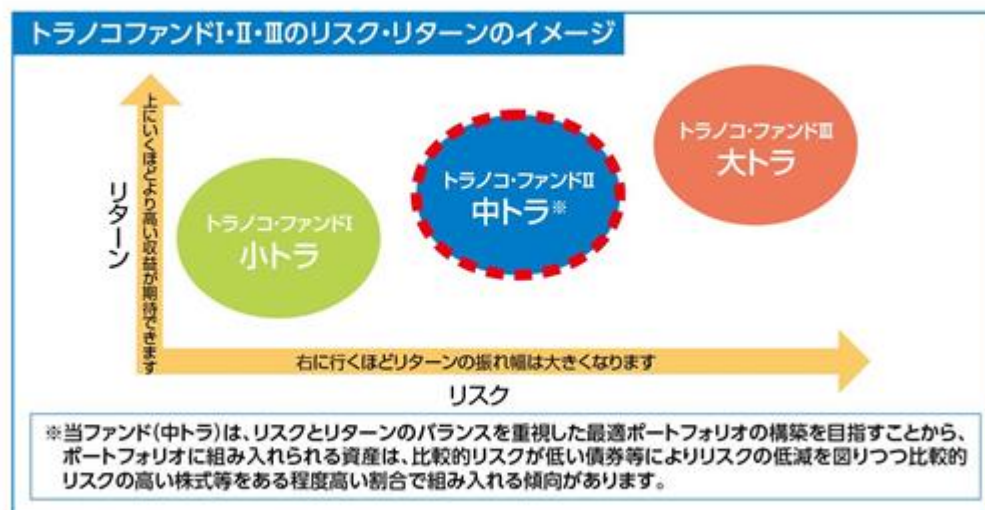 トラノコファンドⅠ・Ⅱ・Ⅲのリスク・リターンのイメージ
上にいくほどより高い収益が期待できます
リターン
トラノコ・ファンドⅠ
小トラ
トラノコ・ファンドⅡ
中トラ※
トラノコ・ファンドⅢ
大トラ
右に行くほどリターンの振れ幅は大きくなります
リスク
※当ファンド(中トラ)は、リスクとリターンのバランスを重視した最適ポートフォリオの構築を目指すことから、
ポートフォリオに組み入れられる資産は、比較的リスクが低い債券等によりリスクの低減を図りつつ比較的
リスクの高い株式等をある程度高い割合で組み入れる傾向があります。